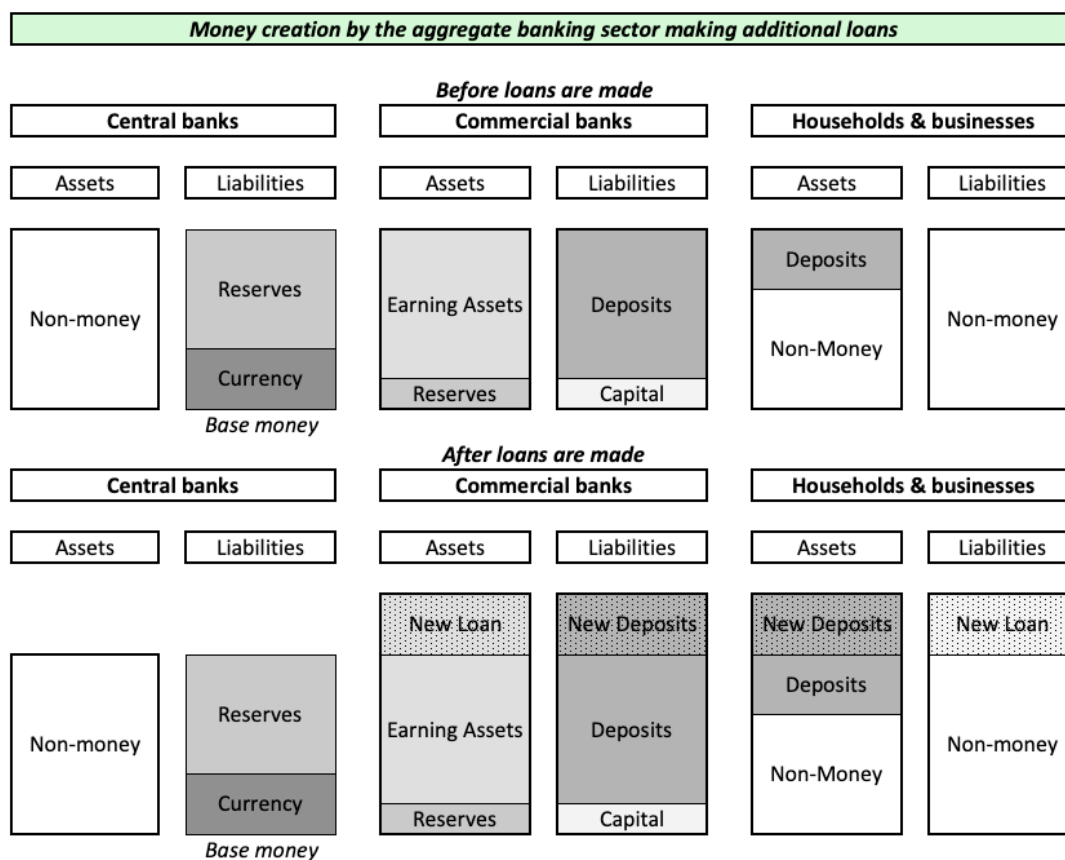 Money creation by the aggregate banking sector making additional loans
Before loans are made
Central banks
Commercial banks
Households & businesses
Assets
Liabilities
Assets
Liabilities
Assets
Liabilities
Non-money
Reserves
Currency
Base money
Earning Assets
Reserves
Deposits
Capital
Deposits
Non-Money
Non-money
After loans are made
Central banks
Commercial banks
Households & businesses
Assets
Liabilities
Assets
Liabilities
Assets
Liabilities
Non-money
Reserves
Currency
Base money
New Loan
Earning Assets
Reserves
New Deposits
Deposits
Capital
New Deposits
Deposits
Non-Money
New Loan
Non-money